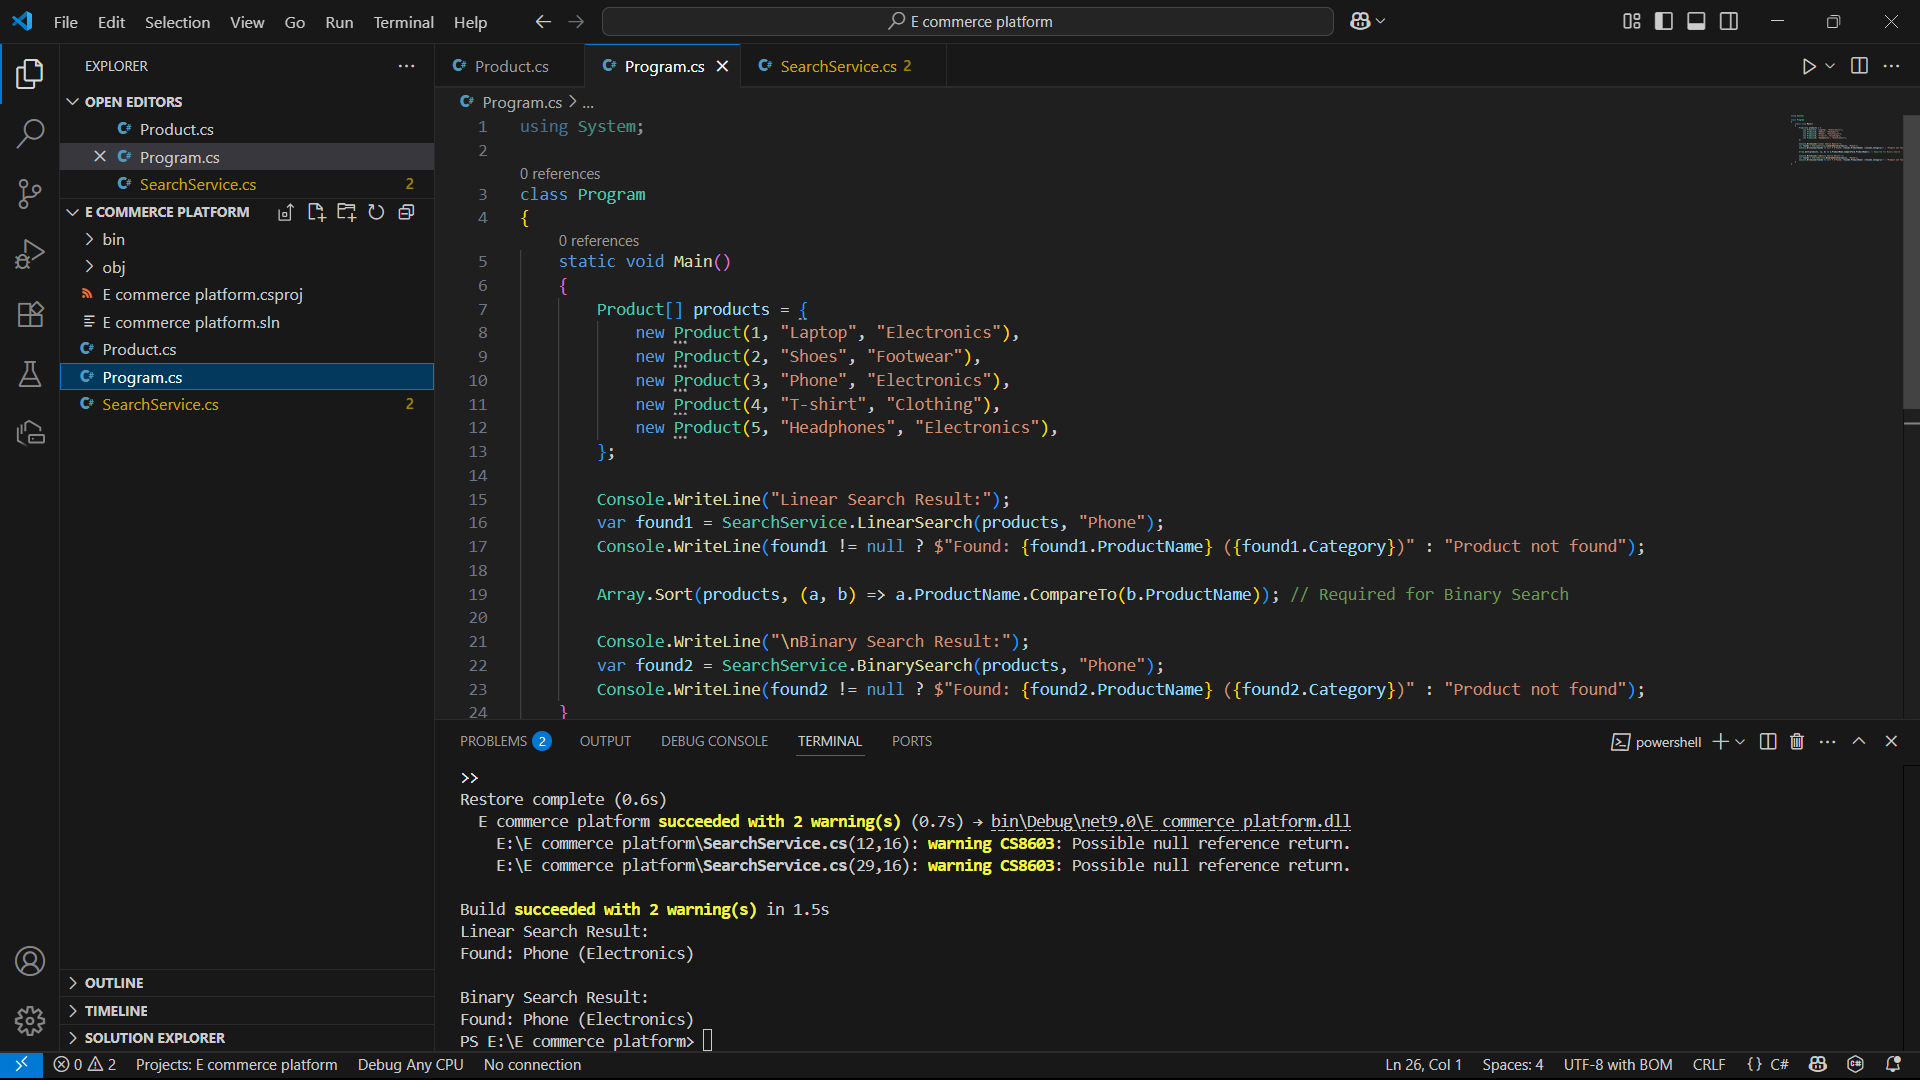 File Edit Selection View Go Run Terminal Help
E commerce platform
EXPLORER
OPEN EDITORS
Product.cs
Program.cs
SearchService.cs 2
E COMMERCE PLATFORM
bin
obj
E commerce platform.csproj
E commerce platform.sln
Product.cs
Program.cs
SearchService.cs 2
OUTLINE
TIMELINE
SOLUTION EXPLORER
Product.cs Program.cs SearchService.cs 2
Program.cs > ...
1 using System;
2
0 references
3 class Program
4 {
0 references
5 static void Main()
6 {
7 Product[] products = {
8 new Product(1, "Laptop", "Electronics"),
9 new Product(2, "Shoes", "Footwear"),
10 new Product(3, "Phone", "Electronics"),
11 new Product(4, "T-shirt", "Clothing"),
12 new Product(5, "Headphones", "Electronics"),
13 };
14
15 Console.WriteLine("Linear Search Result:");
16 var found1 = SearchService.LinearSearch(products, "Phone");
17 Console.WriteLine(found1 != null ? $"Found: {found1.ProductName} ({found1.Category})" : "Product not found");
18
19 Array.Sort(products, (a, b) => a.ProductName.CompareTo(b.ProductName)); // Required for Binary Search
20
21 Console.WriteLine("\nBinary Search Result:");
22 var found2 = SearchService.BinarySearch(products, "Phone");
23 Console.WriteLine(found2 != null ? $"Found: {found2.ProductName} ({found2.Category})" : "Product not found");
24 }
PROBLEMS 2 OUTPUT DEBUG CONSOLE TERMINAL PORTS
powershell
>>
Restore complete (0.6s)
E commerce platform succeeded with 2 warning(s) (0.7s) → bin\Debug\net9.0\E commerce platform.dll
E:\E commerce platform\SearchService.cs(12,16): warning CS8603: Possible null reference return.
E:\E commerce platform\SearchService.cs(29,16): warning CS8603: Possible null reference return.
Build succeeded with 2 warning(s) in 1.5s
Linear Search Result:
Found: Phone (Electronics)
Binary Search Result:
Found: Phone (Electronics)
PS E:\E commerce platform>
0 2 Projects: E commerce platform Debug Any CPU No connection
Ln 26, Col 1 Spaces: 4 UTF-8 with BOM CRLF {} C#